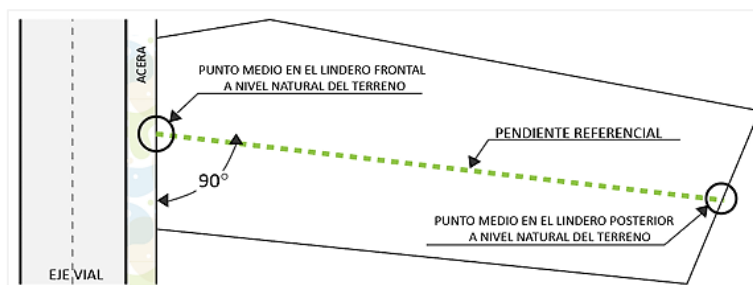 ACERA
PUNTO MEDIO EN EL LINDERO FRONTAL
A NIVEL NATURAL DEL TERRENO
PENDIENTE REFERENCIAL
90°
PUNTO MEDIO EN EL LINDERO POSTERIOR
A NIVEL NATURAL DEL TERRENO
EJE VIAL